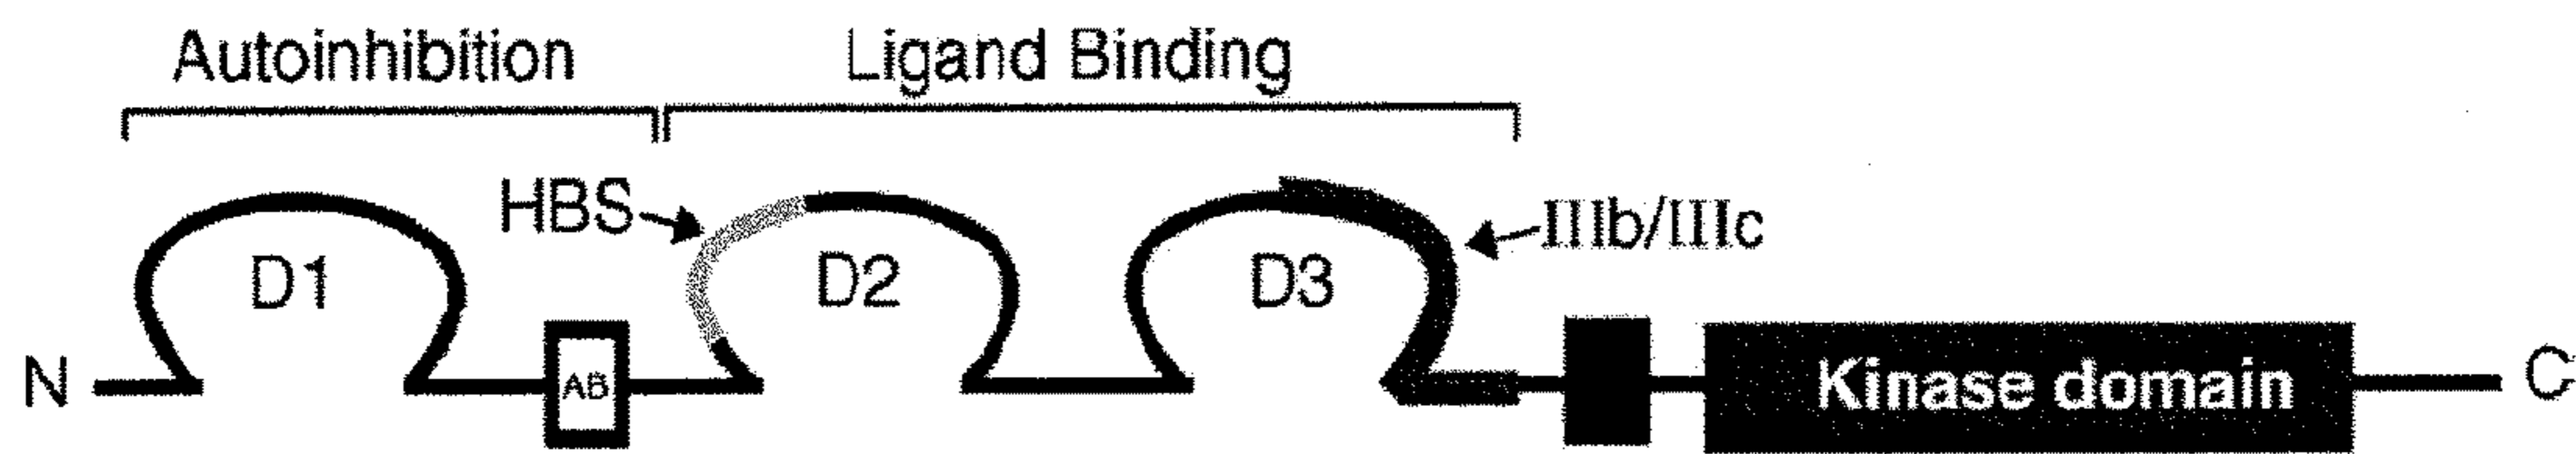 Autoinhibition Ligand Binding
HBS IIIb/IIIc
D1 D2 D3
N AB Kinase domain C